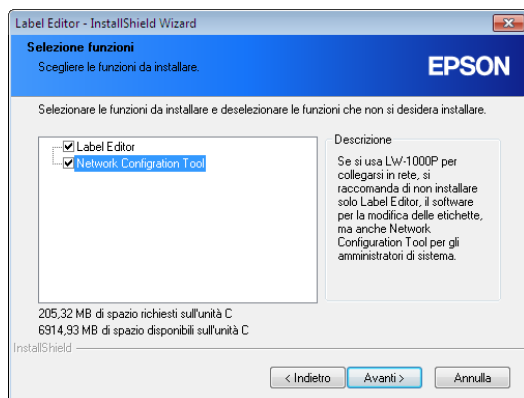 Label Editor - InstallShield Wizard
Selezione funzioni
Scegliere le funzioni da installare.
EPSON
Selezionare le funzioni da installare e deselezionare le funzioni che non si desidera installare.
Label Editor
Network Configration Tool
Descrizione
Se si usa LW-1000P per
collegarsi in rete, si
raccomanda di non installare
solo Label Editor, il software
per la modifica delle etichette,
ma anche Network
Configuration Tool per gli
amministratori di sistema.
205,32 MB di spazio richiesti sull'unità C
6914,93 MB di spazio disponibili sull'unità C
InstallShield
< Indietro
Avanti >
Annulla